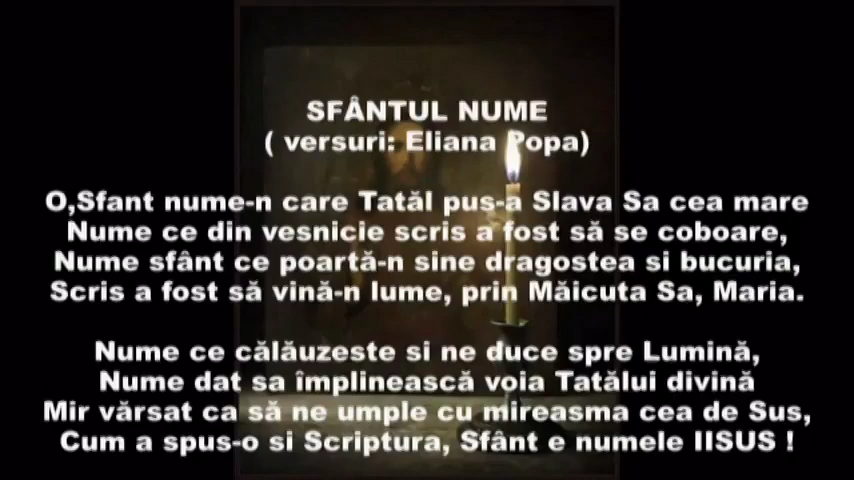 SFÂNTUL NUME
( versuri: Eliana Popa)
O,Sfant nume-n care Tatăl pus-a Slava Sa cea mare
Nume ce din vesnicie scris a fost să se coboare,
Nume sfânt ce poartă-n sine dragostea si bucuria,
Scris a fost să vină-n lume, prin Măicuta Sa, Maria.
Nume ce călăuzeste si ne duce spre Lumină,
Nume dat sa împlinească voia Tatălui divină
Mir vărsat ca să ne umple cu mireasma cea de Sus,
Cum a spus-o si Scriptura, Sfânt e numele IISUS !